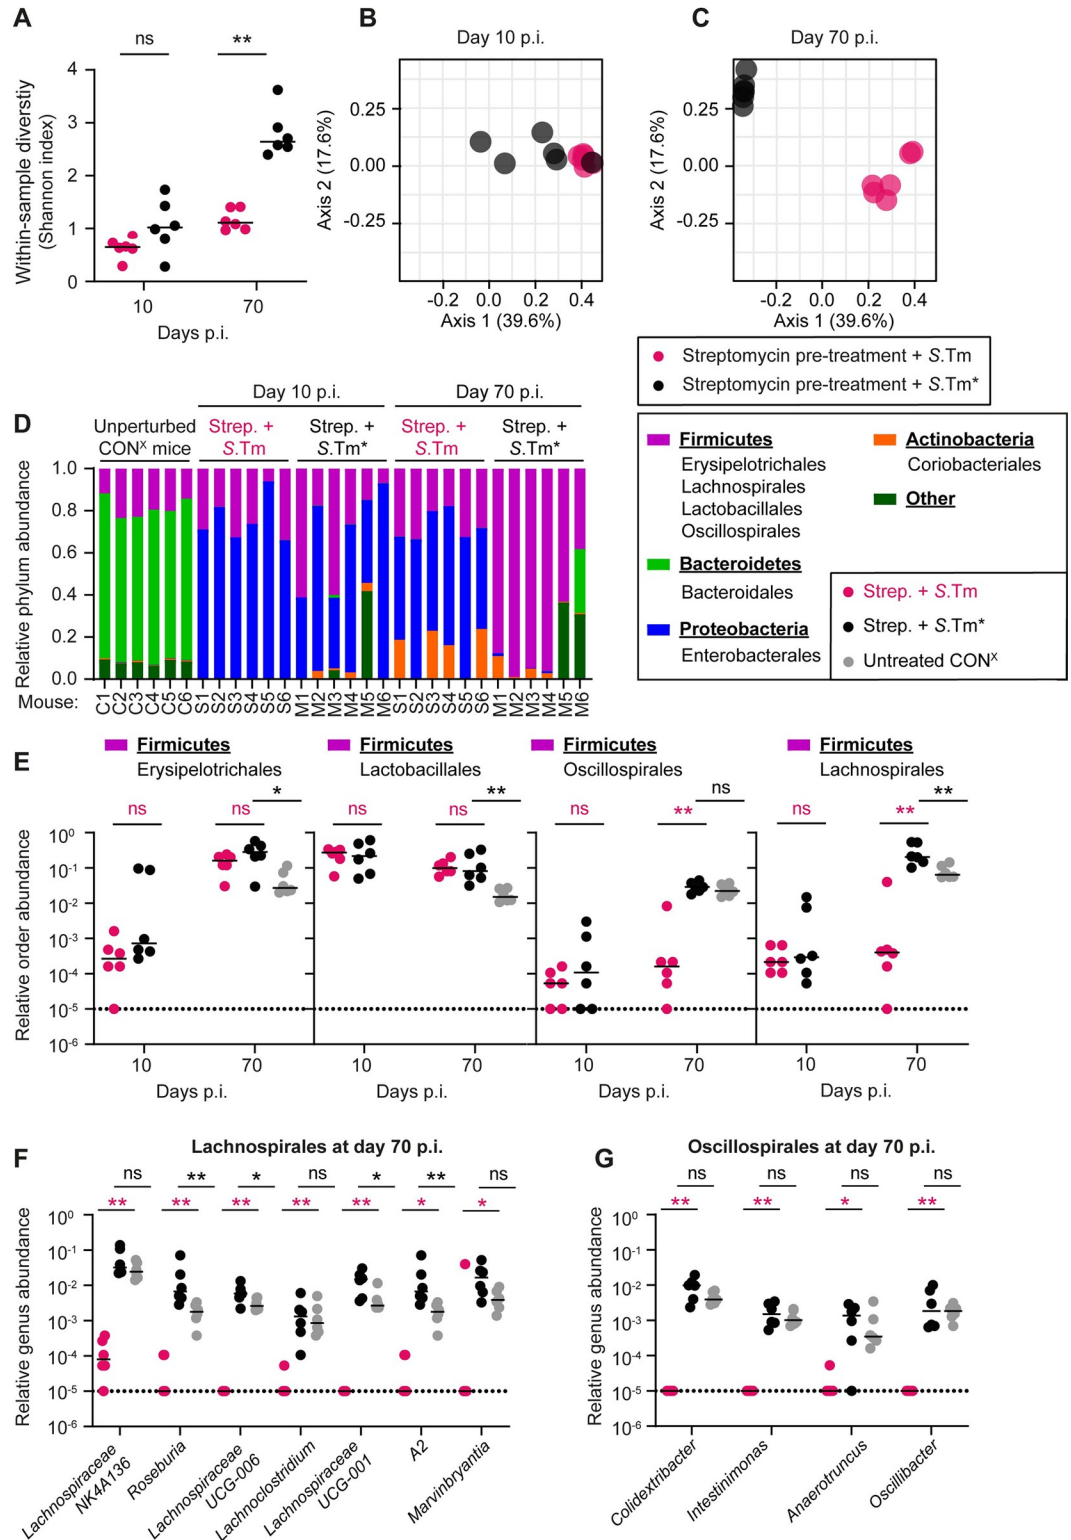 A
ns
**
Within-sample diverstiy
(Shannon index)
4
3
2
1
0
10
70
Days p.i.
B
Day 10 p.i.
Axis 2 (17.6%)
0.25
0.00
-0.25
-0.2 0.0 0.2 0.4
Axis 1 (39.6%)
C
Day 70 p.i.
Axis 2 (17.6%)
0.25
0.00
-0.25
-0.2 0.0 0.2 0.4
Axis 1 (39.6%)
Streptomycin pre-treatment + S.Tm
Streptomycin pre-treatment + S.Tm*
D
Day 10 p.i.
Day 70 p.i.
Unperturbed
CONˣ mice
Strep. +
S.Tm
Strep. +
S.Tm*
Strep. +
S.Tm
Strep. +
S.Tm*
Relative phylum abundance
1.0
0.8
0.6
0.4
0.2
0.0
Mouse:
C1 C2 C3 C4 C5 C6 S1 S2 S3 S4 S5 S6 M1 M2 M3 M4 M5 M6 S1 S2 S3 S4 S5 S6 M1 M2 M3 M4 M5 M6
Firmicutes
Erysipelotrichales
Lachnospirales
Lactobacillales
Oscillospirales
Bacteroidetes
Bacteroidales
Proteobacteria
Enterobacterales
Actinobacteria
Coriobacteriales
Other
Strep. + S.Tm
Strep. + S.Tm*
Untreated CONˣ
E
Firmicutes
Erysipelotrichales
Firmicutes
Lactobacillales
Firmicutes
Oscillospirales
Firmicutes
Lachnospirales
ns
ns
*
ns
ns
**
ns
**
ns
ns
**
**
Relative order abundance
10⁰
10⁻¹
10⁻²
10⁻³
10⁻⁴
10⁻⁵
10⁻⁶
10 70
Days p.i.
10 70
Days p.i.
10 70
Days p.i.
10 70
Days p.i.
F
Lachnospirales at day 70 p.i.
ns ** * ns * ** ns
** ** ** ** ** * *
Relative genus abundance
10⁰
10⁻¹
10⁻²
10⁻³
10⁻⁴
10⁻⁵
10⁻⁶
Lachnospiraceae
NK4A136
Roseburia
Lachnospiraceae
UCG-006
Lachnoclostridium
Lachnospiraceae
UCG-001
A2
Marvinbryantia
G
Oscillospirales at day 70 p.i.
ns ns ns ns
** ** * **
Relative genus abundance
10⁰
10⁻¹
10⁻²
10⁻³
10⁻⁴
10⁻⁵
10⁻⁶
Colidextribacter
Intestinimonas
Anaerotruncus
Oscillibacter